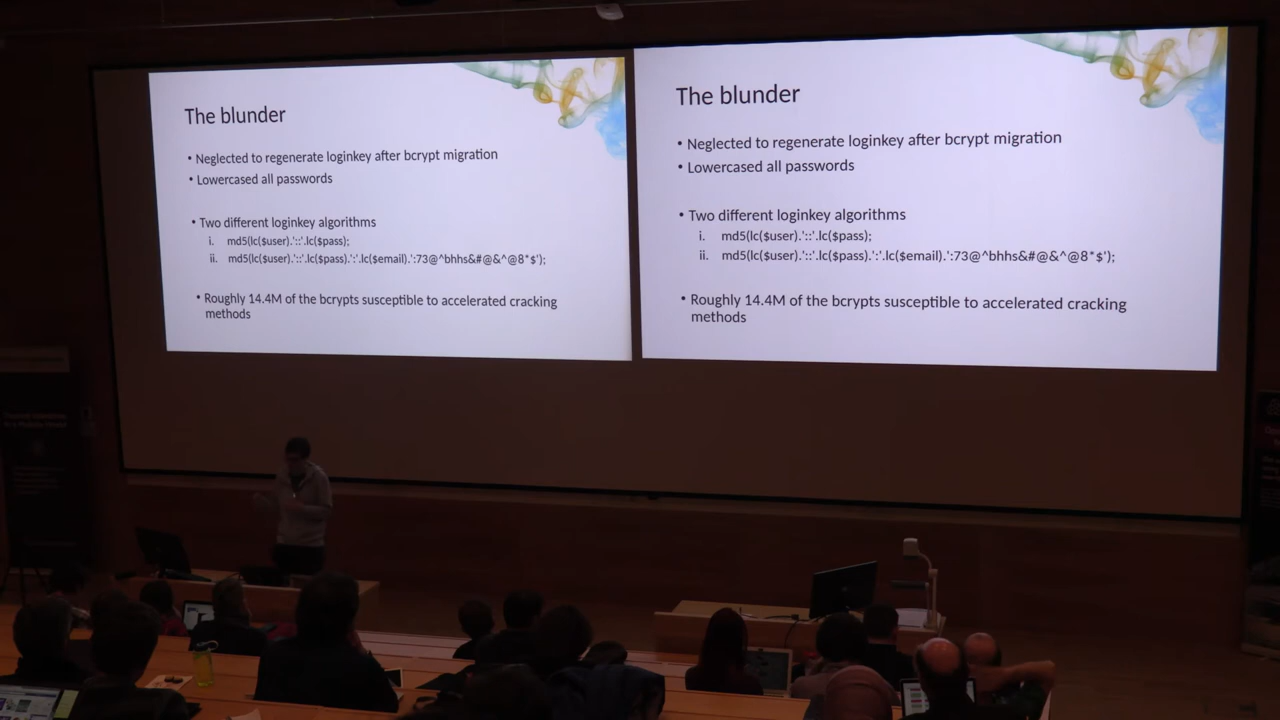 The blunder
• Neglected to regenerate loginkey after bcrypt migration
• Lowercased all passwords
• Two different loginkey algorithms
i. md5(lc($user).'::'.lc($pass);
ii. md5(lc($user).'::'.lc($pass).':'.lc($email).':73@^bhhs&#@&^@8*$');
• Roughly 14.4M of the bcrypts susceptible to accelerated cracking
methods
The blunder
• Neglected to regenerate loginkey after bcrypt migration
• Lowercased all passwords
• Two different loginkey algorithms
i. md5(lc($user).'::'.lc($pass);
ii. md5(lc($user).'::'.lc($pass).':'.lc($email).':73@^bhhs&#@&^@8*$');
• Roughly 14.4M of the bcrypts susceptible to accelerated cracking
methods